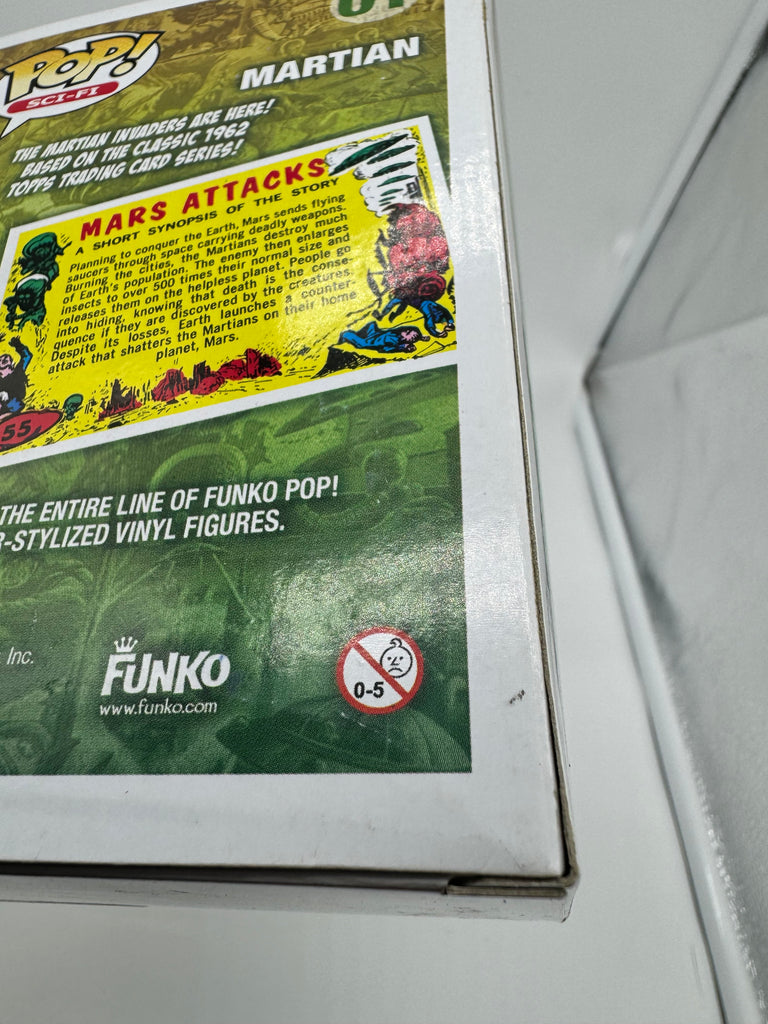 POP!
SCI-FI
MARTIAN
THE MARTIAN INVADERS ARE HERE!
BASED ON THE CLASSIC 1962
TOPPS TRADING CARD SERIES!
MARS ATTACKS
A SHORT SYNOPSIS OF THE STORY
Planning to conquer the Earth, Mars sends flying
saucers through space carrying deadly weapons.
Burning the cities, the Martians destroy much
of Earth's population. The enemy then enlarges
insects to over 500 times their normal size and
releases them on the helpless planet. People go
into hiding, knowing that death is the conse-
quence if they are discovered by the creatures.
Despite its losses, Earth launches a counter-
attack that shatters the Martians on their home
planet, Mars.
55
THE ENTIRE LINE OF FUNKO POP!
R-STYLIZED VINYL FIGURES.
Inc.
FUNKO
www.funko.com
0-5